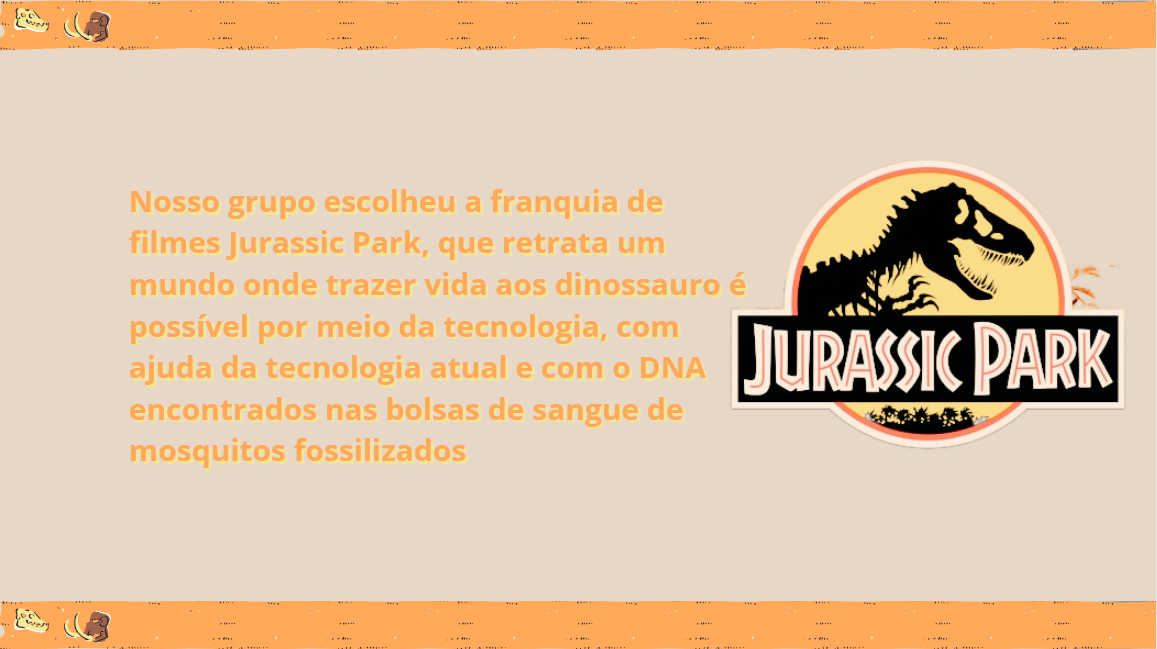 Nosso grupo escolheu a franquia de
filmes Jurassic Park, que retrata um
mundo onde trazer vida aos dinossauro é
possível por meio da tecnologia, com
ajuda da tecnologia atual e com o DNA
encontrados nas bolsas de sangue de
mosquitos fossilizados
JURASSIC PARK